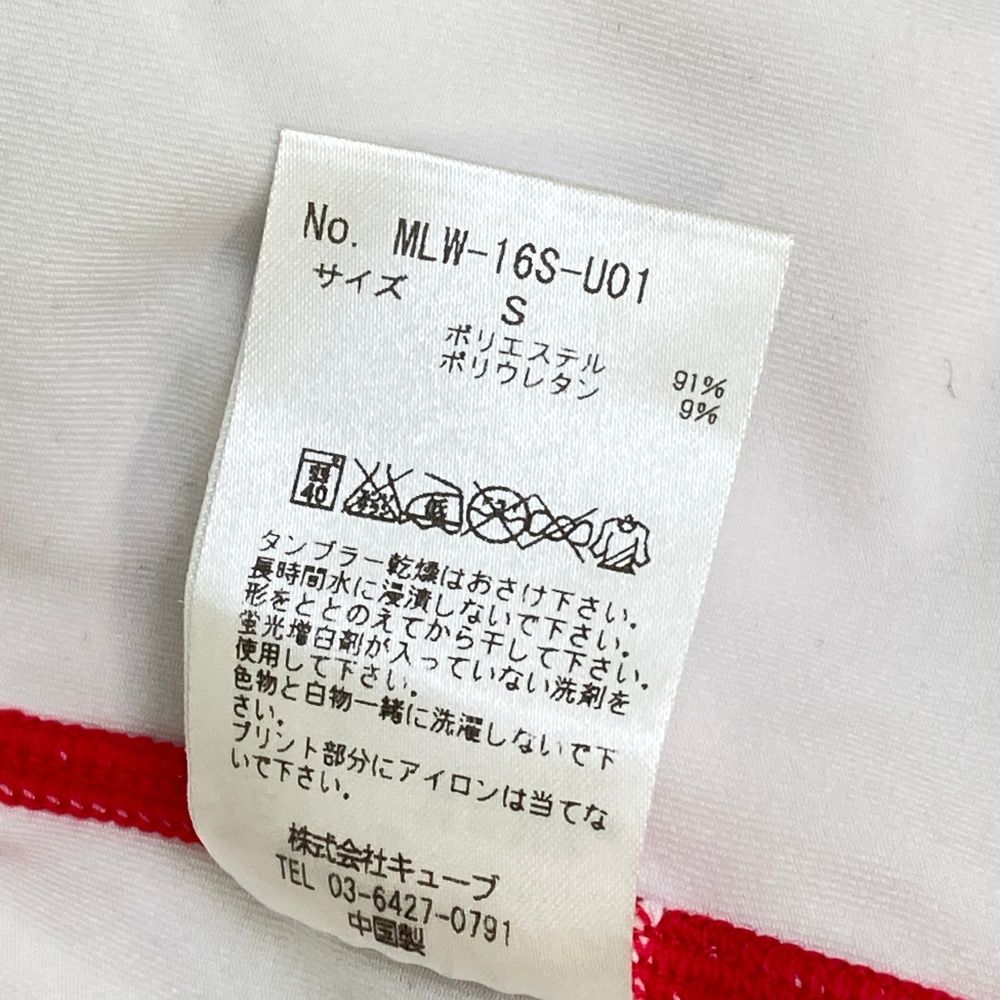 No. MLW-16S-U01
サイズ S
ポリエステル 91%
ポリウレタン 9%
40 低
タンブラー乾燥はおさけ下さい。
長時間水に浸漬しないで下さい。
形をととのえてから干して下さい。
蛍光増白剤が入っていない洗剤を
使用して下さい。
色物と白物一緒に洗濯しないで下
さい。
プリント部分にアイロンは当てな
いで下さい。
株式会社キューブ
TEL 03-6427-0791
中国製